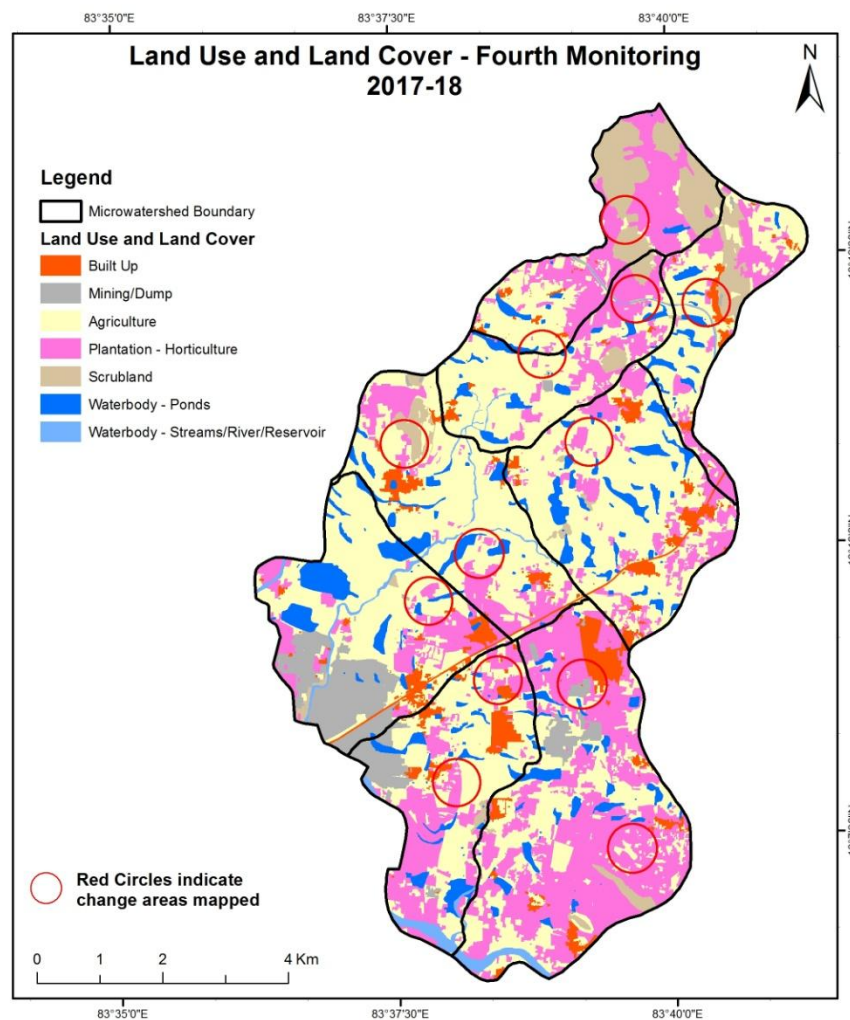 83°35'0"E 83°37'30"E 83°40'0"E
Land Use and Land Cover - Fourth Monitoring
2017-18
N
Legend
Microwatershed Boundary
Land Use and Land Cover
Built Up
Mining/Dump
Agriculture
Plantation - Horticulture
Scrubland
Waterbody - Ponds
Waterbody - Streams/River/Reservoir
Red Circles indicate
change areas mapped
0 1 2 4 Km
83°35'0"E 83°37'30"E 83°40'0"E